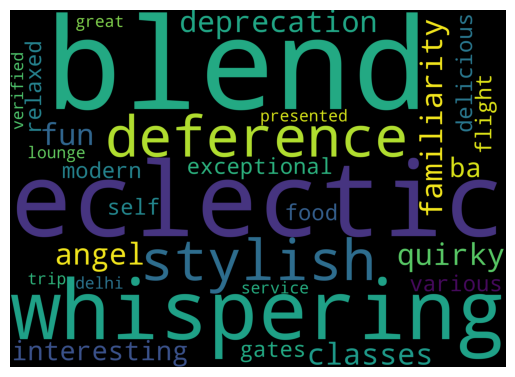 great
blend
deprecation
verified
relaxed
familiarity
delicious
flight
fun
deference
presented
lounge
modern
exceptional
ba
eclectic
self
food
angel
stylish
quirky
trip
delhi
service
various
whispering
interesting
gates
classes